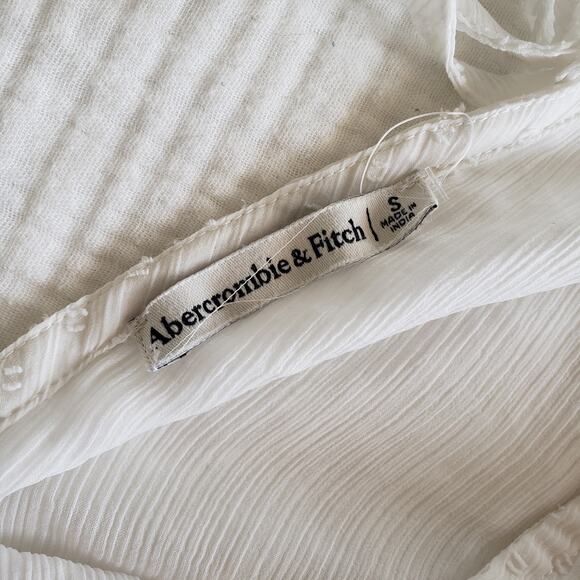 Abercrombie & Fitch
S
MADE IN
INDIA